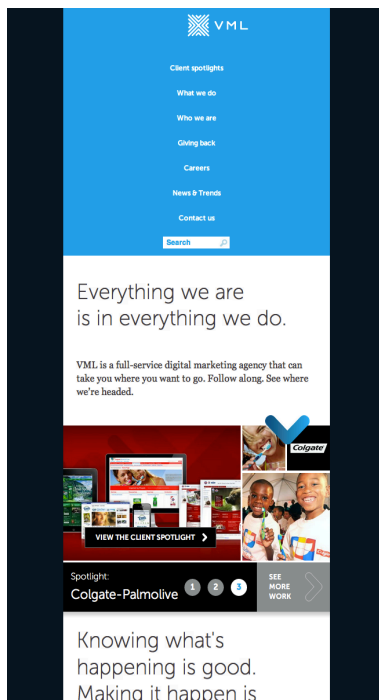 VML
Client spotlights
What we do
Who we are
Giving back
Careers
News & Trends
Contact us
Search
Everything we are
is in everything we do.
VML is a full-service digital marketing agency that can
take you where you want to go. Follow along. See where
we're headed.
Colgate
VIEW THE CLIENT SPOTLIGHT
Spotlight:
Colgate-Palmolive
1 2 3
SEE
MORE
WORK
Knowing what's
happening is good.
Making it happen is